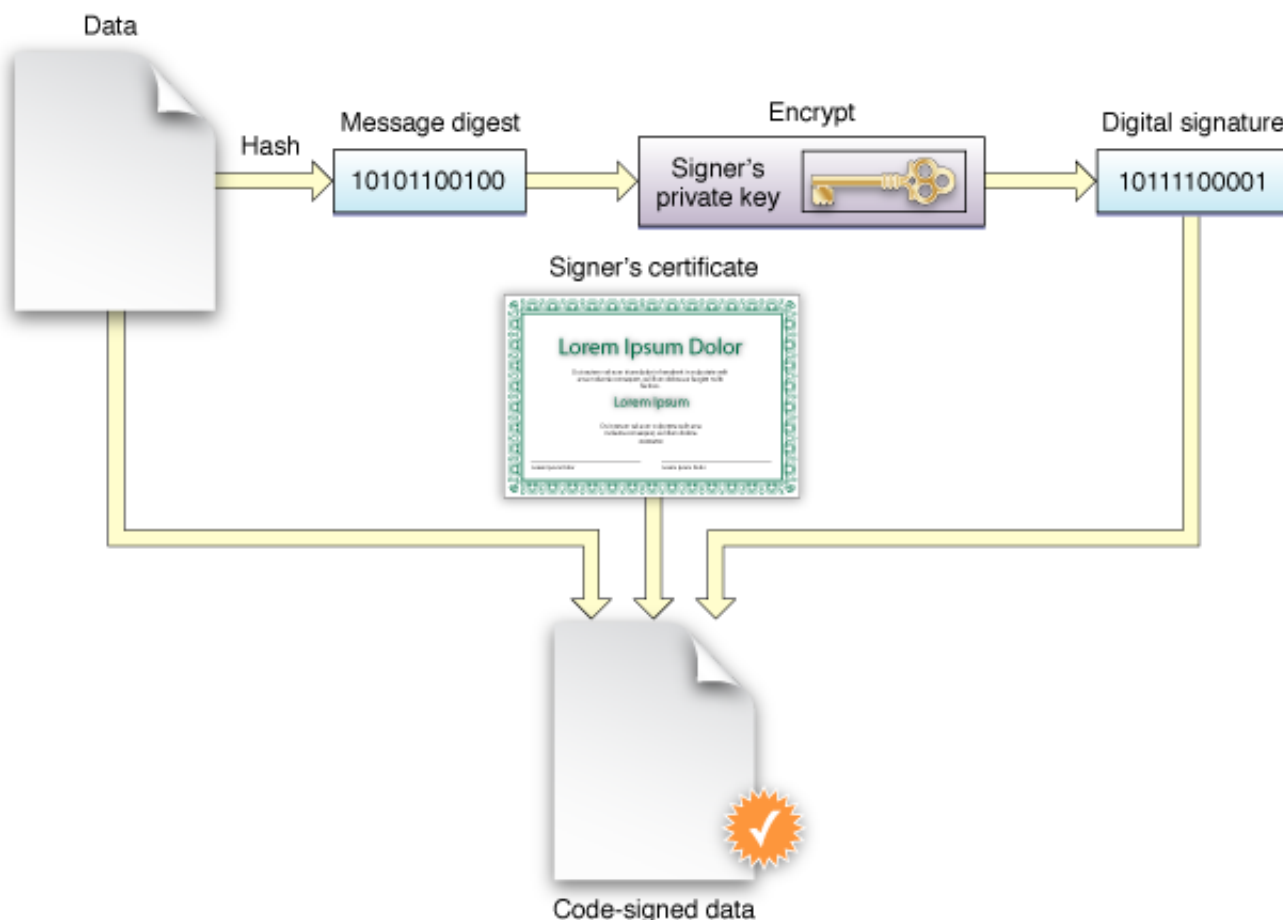 Data
Hash
Message digest
10101100100
Encrypt
Signer's
private key
Digital signature
10111100001
Signer's certificate
Lorem Ipsum Dolor
Lorem Ipsum
Code-signed data